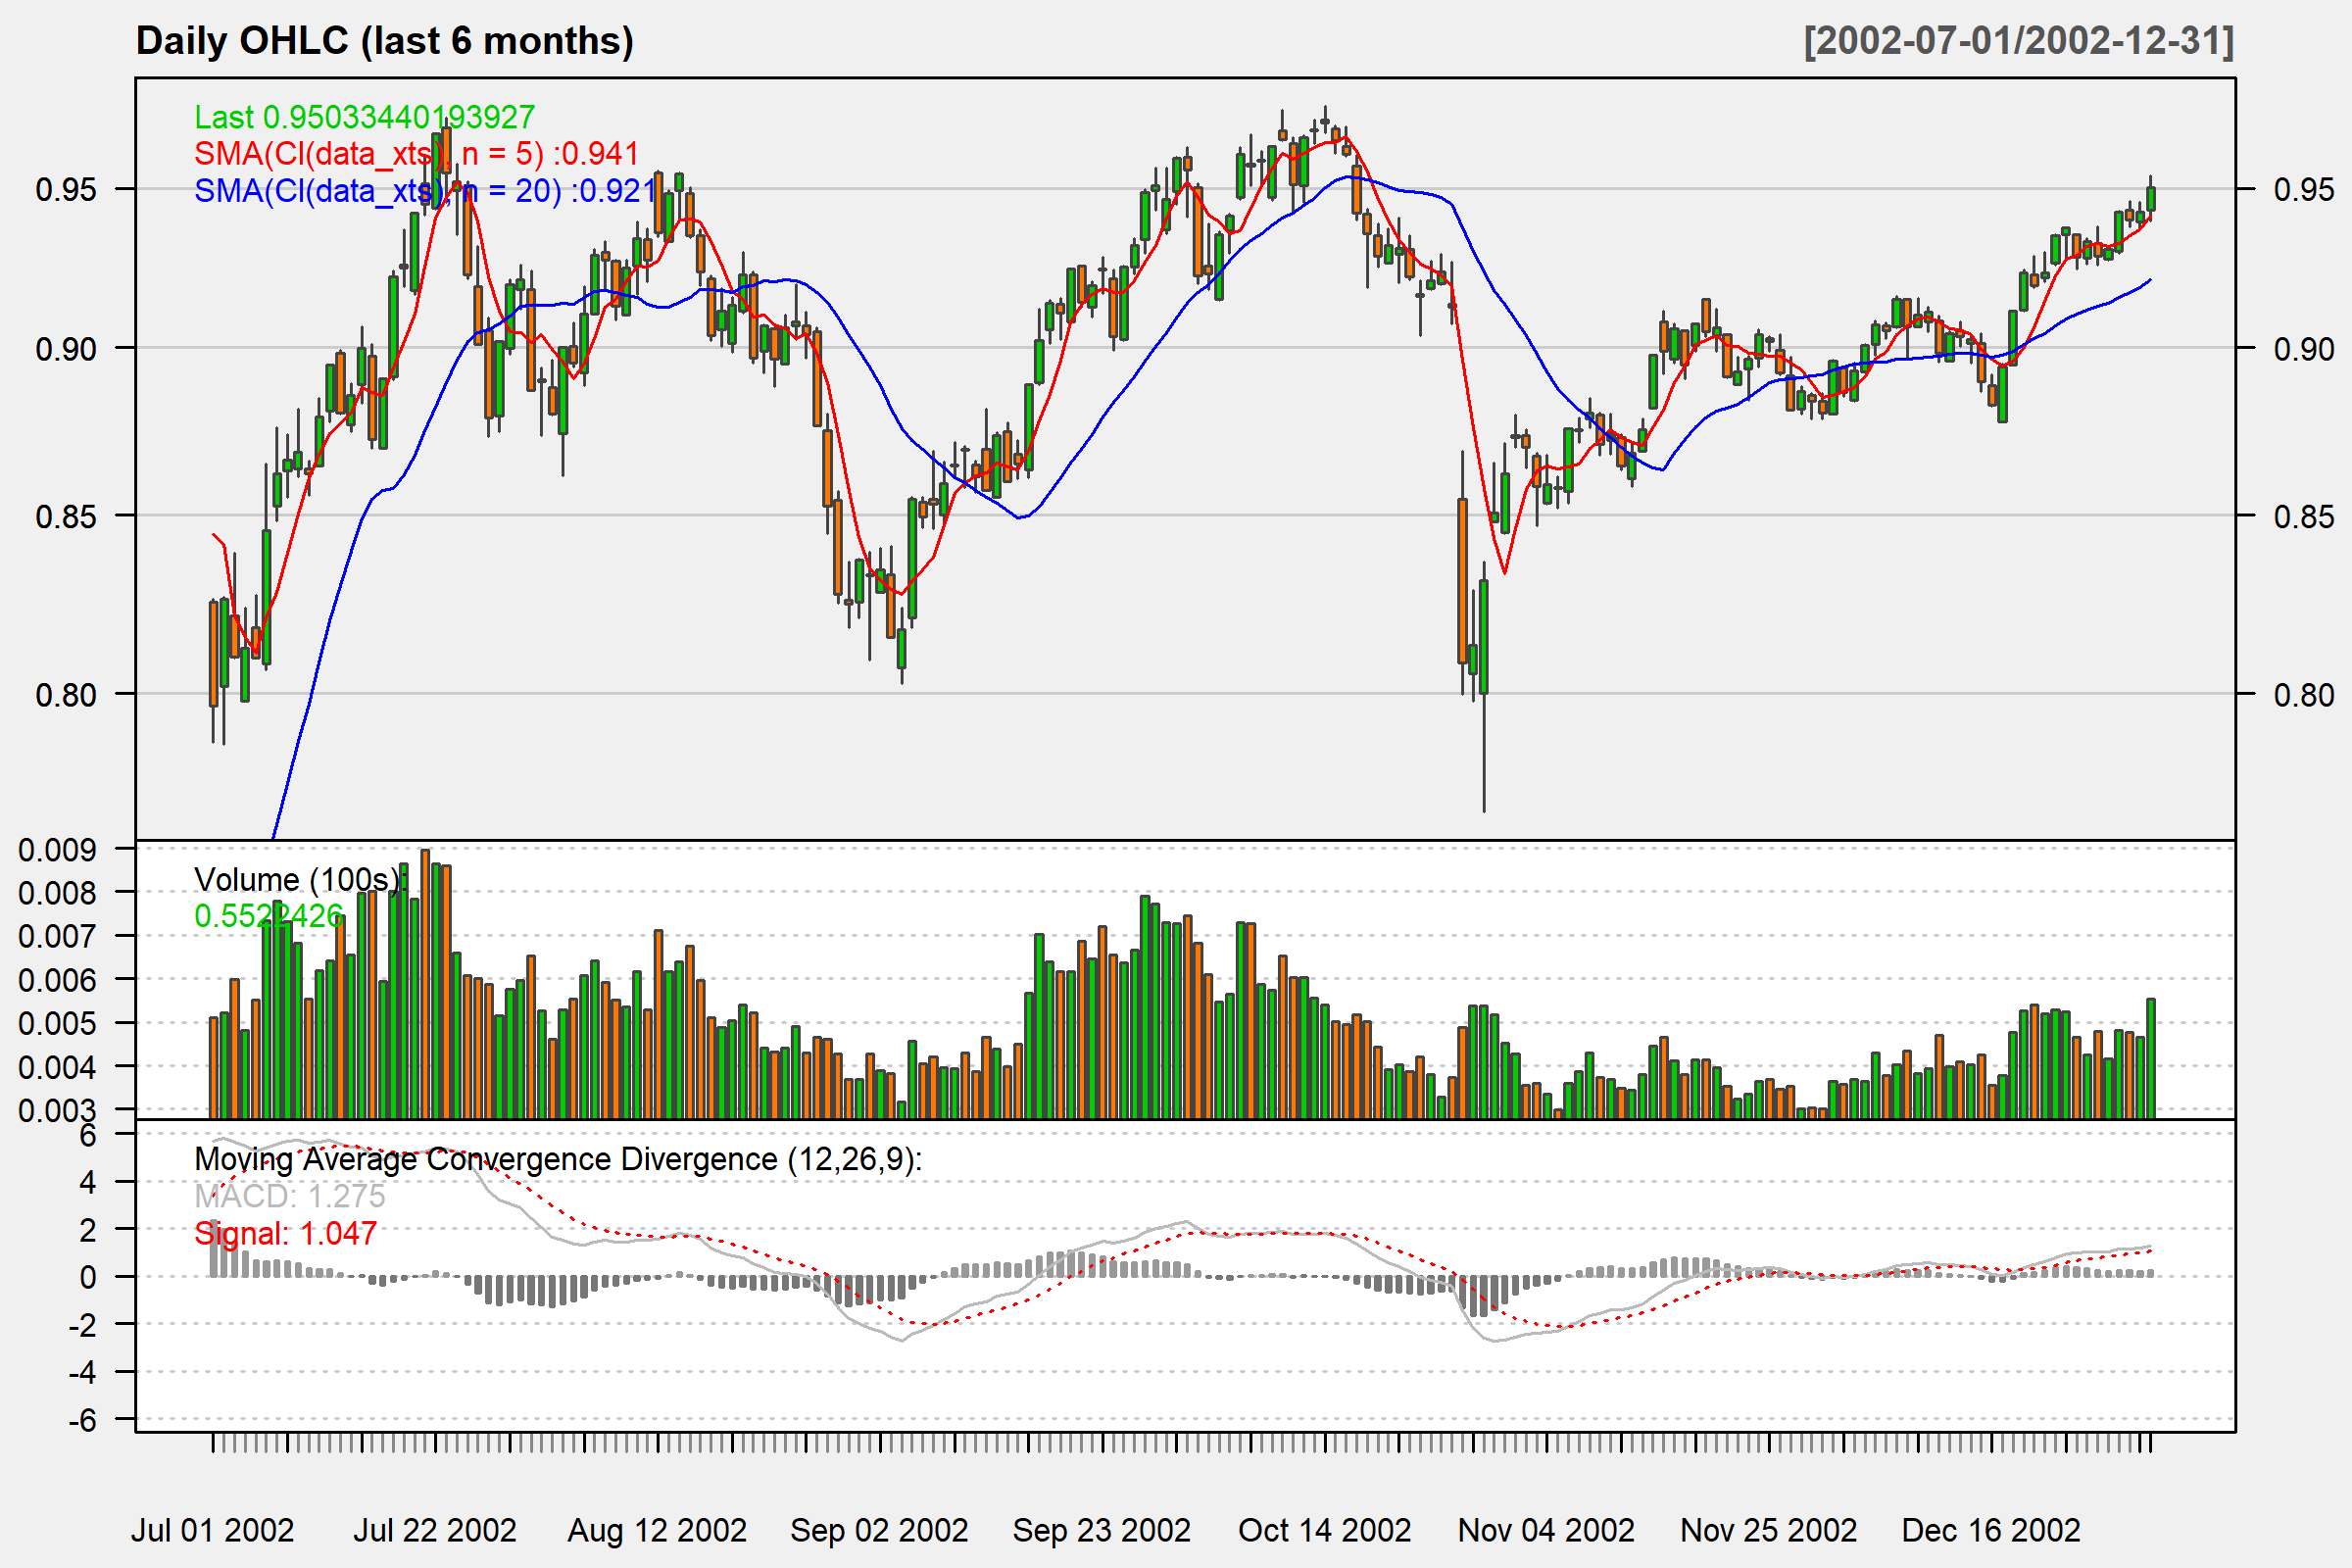 Daily OHLC (last 6 months) [2002-07-01/2002-12-31]
Last 0.95033440193927
SMA(Cl(data_xts), n = 5) :0.941
SMA(Cl(data_xts), n = 20) :0.921
0.95 0.95
0.90 0.90
0.85 0.85
0.80 0.80
0.009
Volume (100s):
0.008
0.5522426
0.007
0.006
0.005
0.004
0.003
6
Moving Average Convergence Divergence (12,26,9):
4
MACD: 1.275
2
Signal: 1.047
0
-2
-4
-6
Jul 01 2002 Jul 22 2002 Aug 12 2002 Sep 02 2002 Sep 23 2002 Oct 14 2002 Nov 04 2002 Nov 25 2002 Dec 16 2002